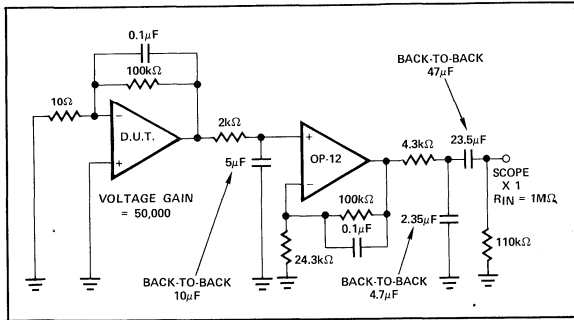 0.1μF
100kΩ
10Ω
−
D.U.T.
+
VOLTAGE GAIN
= 50,000
2kΩ
5μF
BACK-TO-BACK
10μF
+
OP-12
−
100kΩ
0.1μF
24.3kΩ
4.3kΩ
2.35μF
BACK-TO-BACK
4.7μF
BACK-TO-BACK
47μF
23.5μF
SCOPE
X 1
RIN = 1MΩ
110kΩ